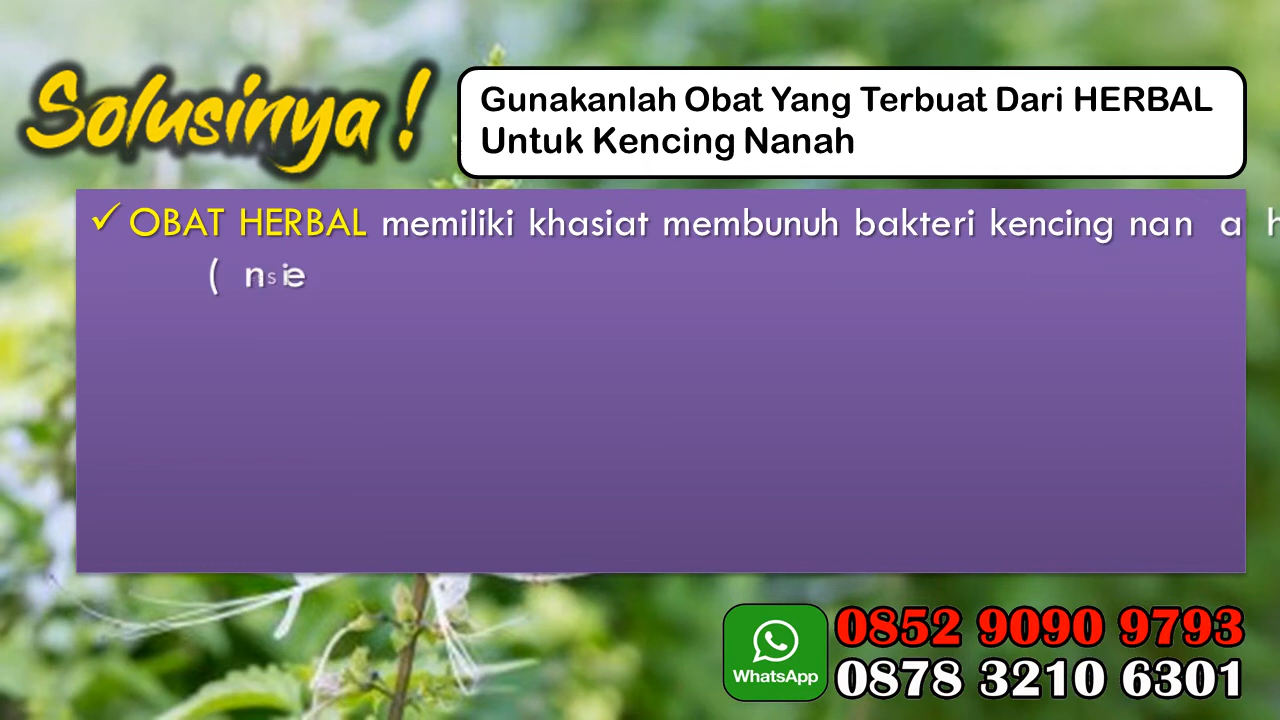 Solusinya !
Gunakanlah Obat Yang Terbuat Dari HERBAL
Untuk Kencing Nanah
✓ OBAT HERBAL memiliki khasiat membunuh bakteri kencing nanah
(
WhatsApp
0852 9090 9793
0878 3210 6301